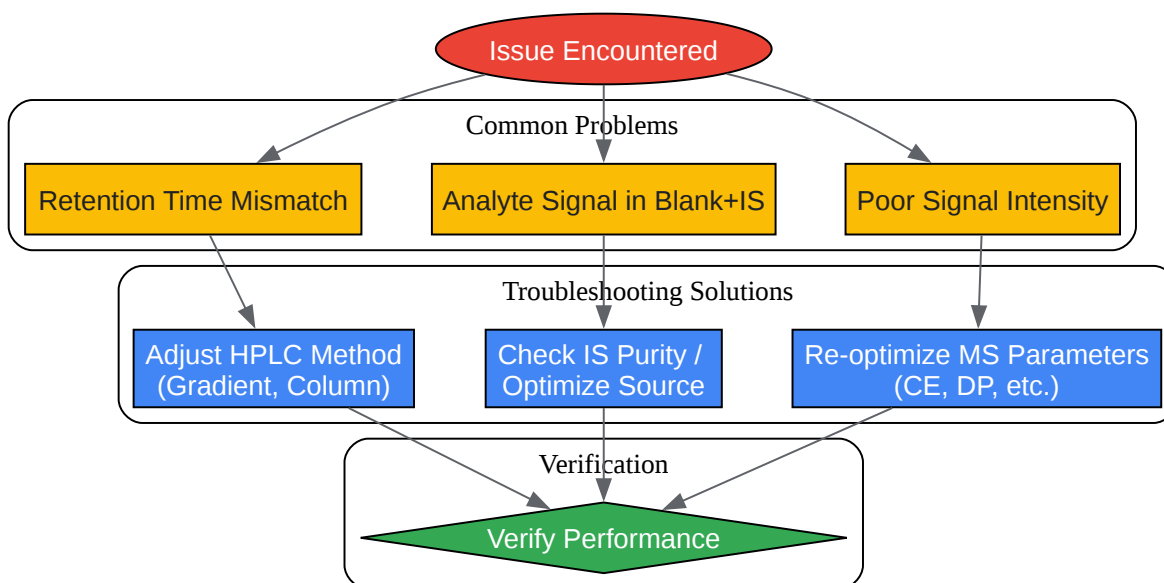 Issue Encountered
Common Problems
Retention Time Mismatch
Analyte Signal in Blank+IS
Poor Signal Intensity
Troubleshooting Solutions
Adjust HPLC Method
(Gradient, Column)
Check IS Purity /
Optimize Source
Re-optimize MS Parameters
(CE, DP, etc.)
Verification
Verify Performance